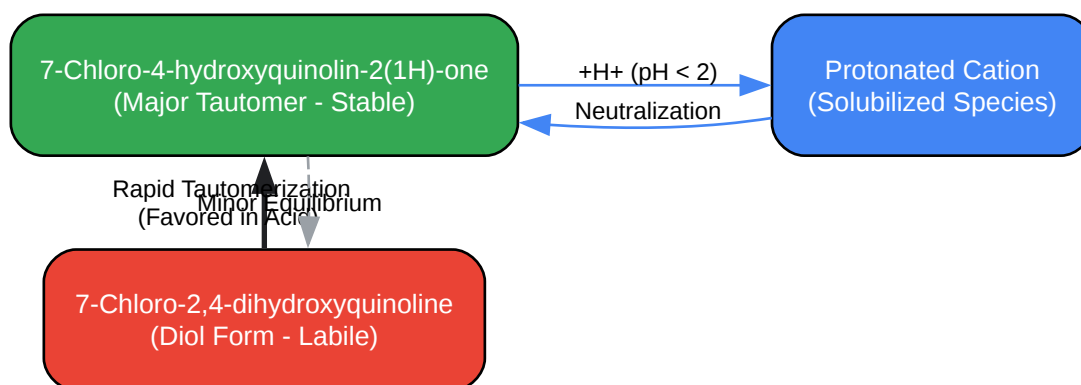 7-Chloro-4-hydroxyquinolin-2(1H)-one
(Major Tautomer - Stable)
+H+ (pH < 2)
Neutralization
Protonated Cation
(Solubilized Species)
Rapid Tautomerization
(Favored in Acid)
Minor Equilibrium
7-Chloro-2,4-dihydroxyquinoline
(Diol Form - Labile)